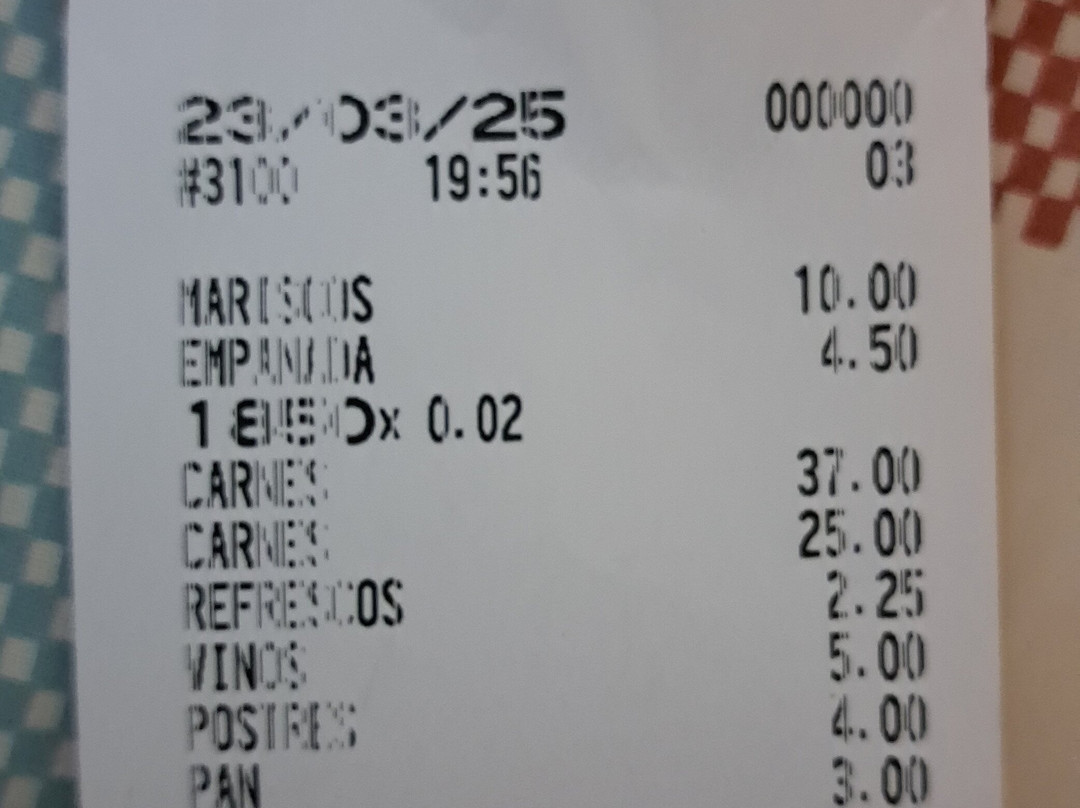 23/03/25 000000
#3100 19:56 03
MARISCOS 10.00
EMPANADA 4.50
1 x 0.02
CARNES 37.00
CARNES 25.00
REFRESCOS 2.25
VINOS 5.00
POSTRES 4.00
PAN 3.00